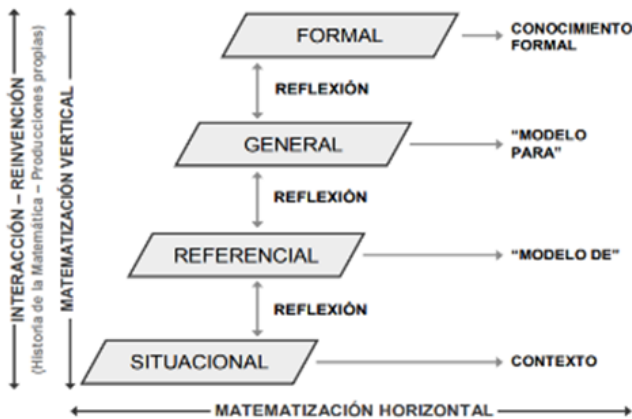 FORMAL
CONOCIMIENTO
FORMAL
REFLEXIÓN
GENERAL
“MODELO
PARA”
REFLEXIÓN
REFERENCIAL
“MODELO DE”
REFLEXIÓN
SITUACIONAL
CONTEXTO
MATEMATIZACIÓN HORIZONTAL
INTERACCIÓN – REINVENCIÓN
(Historia de la Matemática – Producciones propias)
MATEMATIZACIÓN VERTICAL